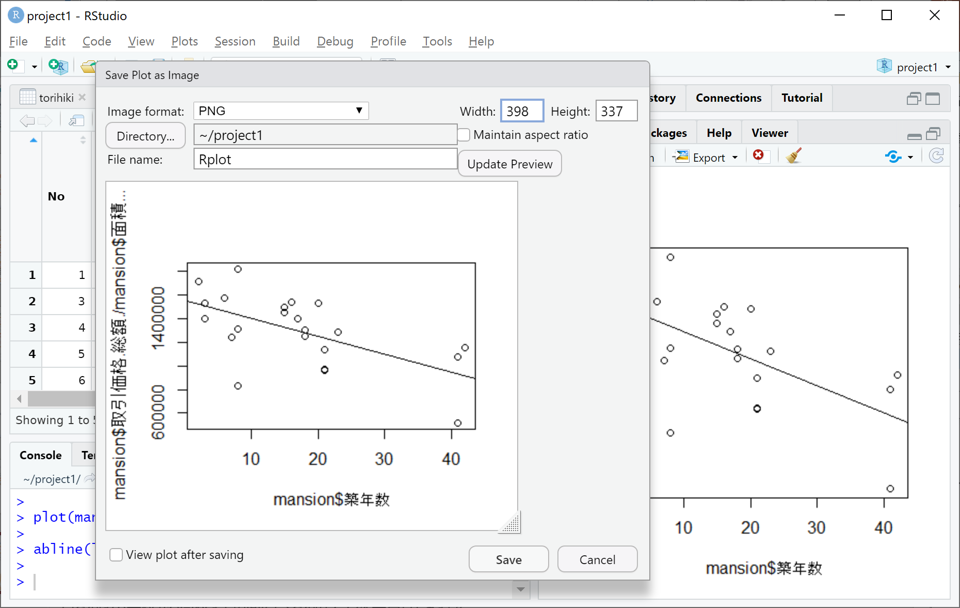 project1 - RStudio
File Edit Code View Plots Session Build Debug Profile Tools Help
project1
Save Plot as Image
torihiki
story Connections Tutorial
Image format: PNG Width: 398 Height: 337
Directory... ~/project1 Maintain aspect ratio
File name: Rplot Update Preview
ckages Help Viewer
Export
No
1 1
2 3
3 4
4 5
5 6
Showing 1 to 5
mansion$取引価格.総額./mansion$面積...
600000 1400000
10 20 30 40
mansion$築年数
10 20 30 40
mansion$築年数
Console Te
~/project1/
>
> plot(man
>
> abline(l
>
>
View plot after saving Save Cancel